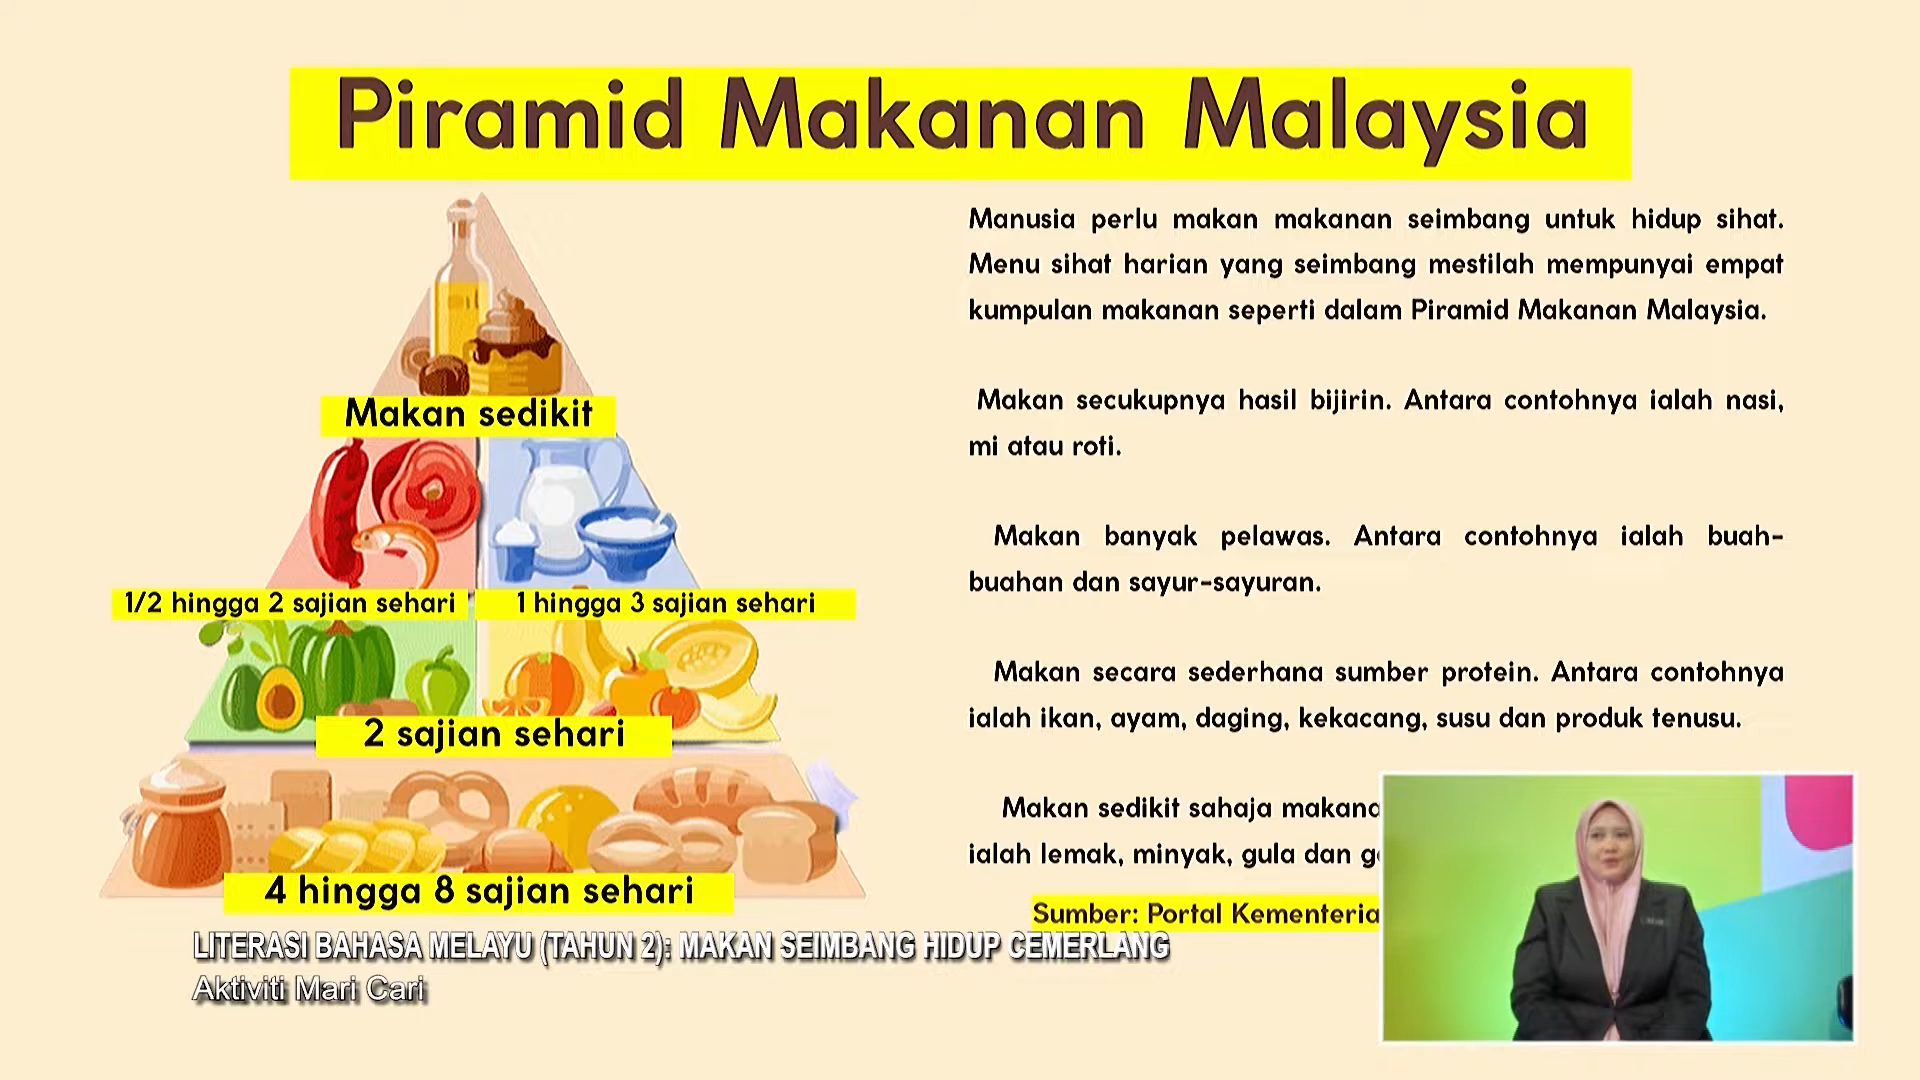 Piramid Makanan Malaysia
Makan sedikit
1/2 hingga 2 sajian sehari
1 hingga 3 sajian sehari
2 sajian sehari
4 hingga 8 sajian sehari
Manusia perlu makan makanan seimbang untuk hidup sihat.
Menu sihat harian yang seimbang mestilah mempunyai empat
kumpulan makanan seperti dalam Piramid Makanan Malaysia.
Makan secukupnya hasil bijirin. Antara contohnya ialah nasi,
mi atau roti.
Makan banyak pelawas. Antara contohnya ialah buah-
buahan dan sayur-sayuran.
Makan secara sederhana sumber protein. Antara contohnya
ialah ikan, ayam, daging, kekacang, susu dan produk tenusu.
Makan sedikit sahaja
ialah lemak, minyak, gula dan
Sumber: Portal
LITERASI BAHASA MELAYU (TAHUN 2): MAKAN SEIMBANG HIDUP CEMERLANG
Aktiviti Mari Cari